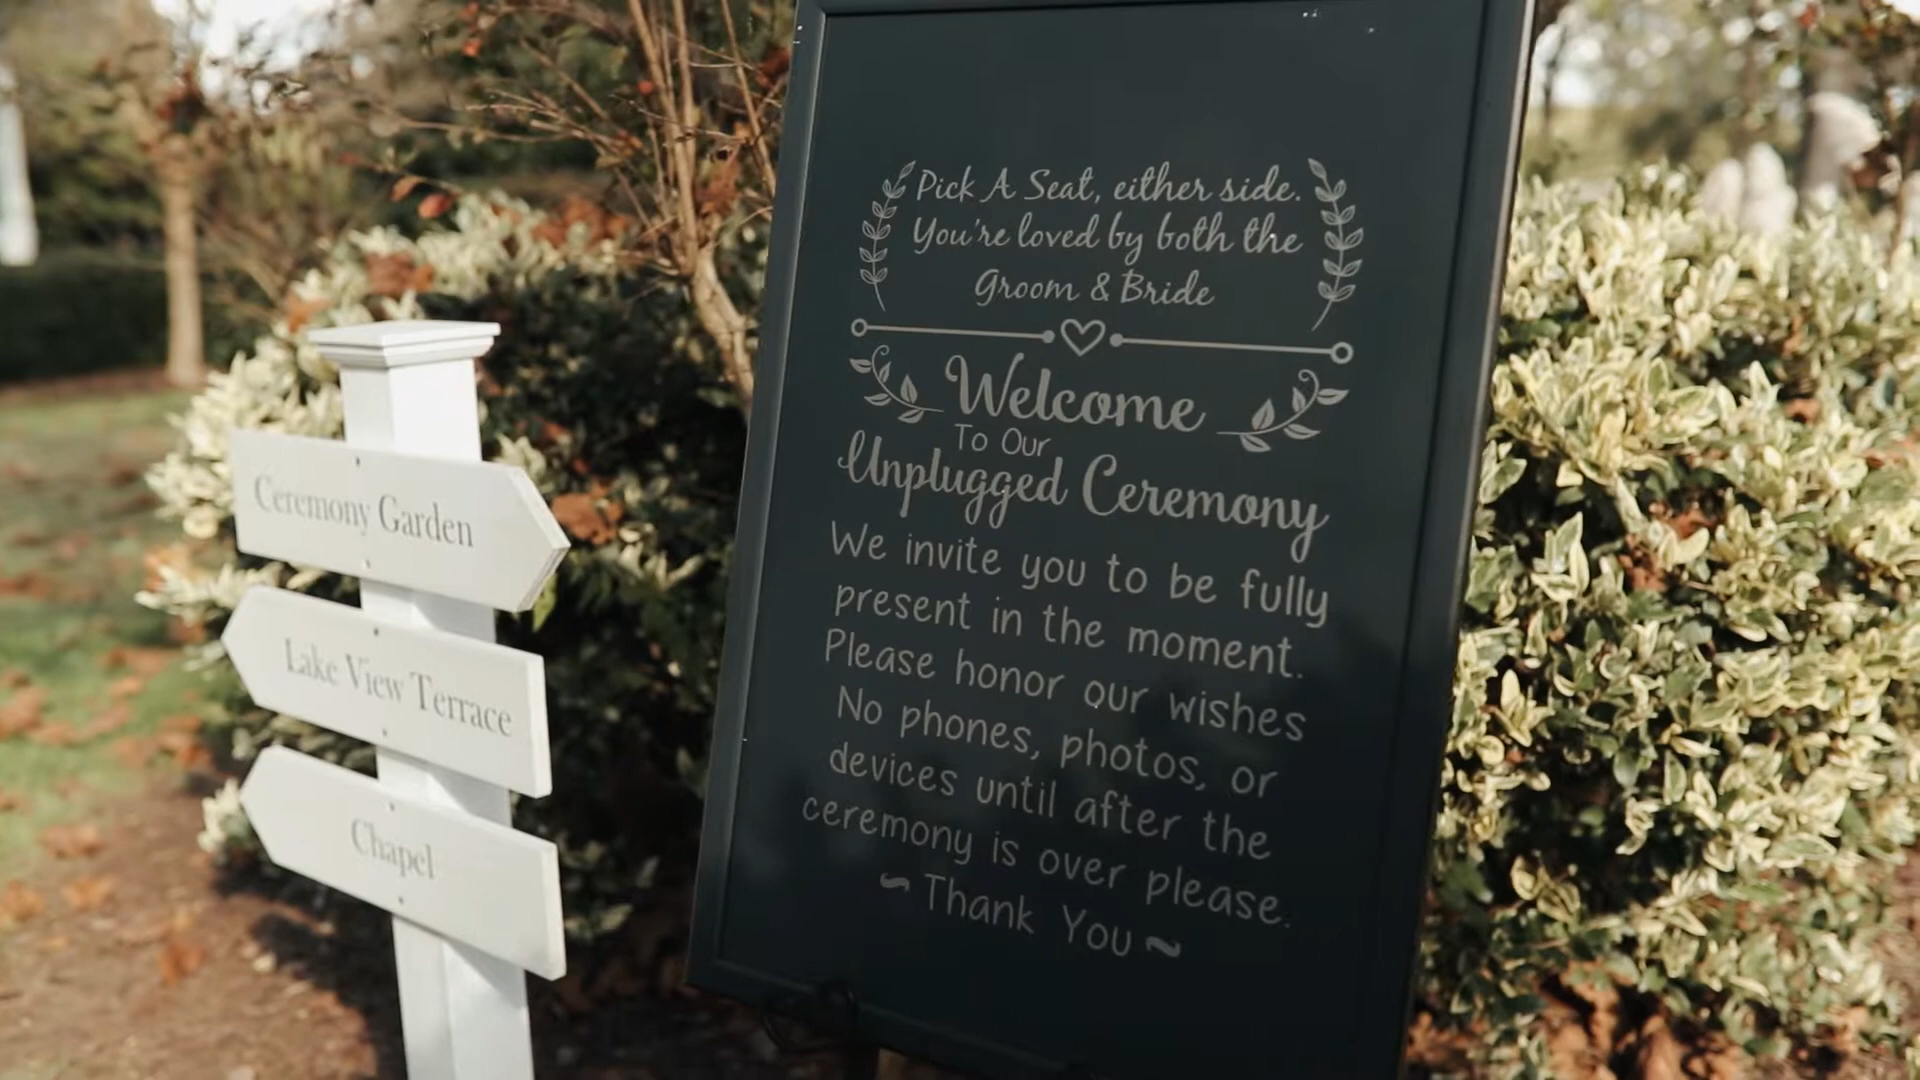 Pick A Seat, either side.
You're loved by both the
Groom & Bride
Welcome
To Our
Unplugged Ceremony
We invite you to be fully
present in the moment.
Please honor our wishes
No phones, photos, or
devices until after the
ceremony is over please.
~ Thank You ~
Ceremony Garden
Lake View Terrace
Chapel